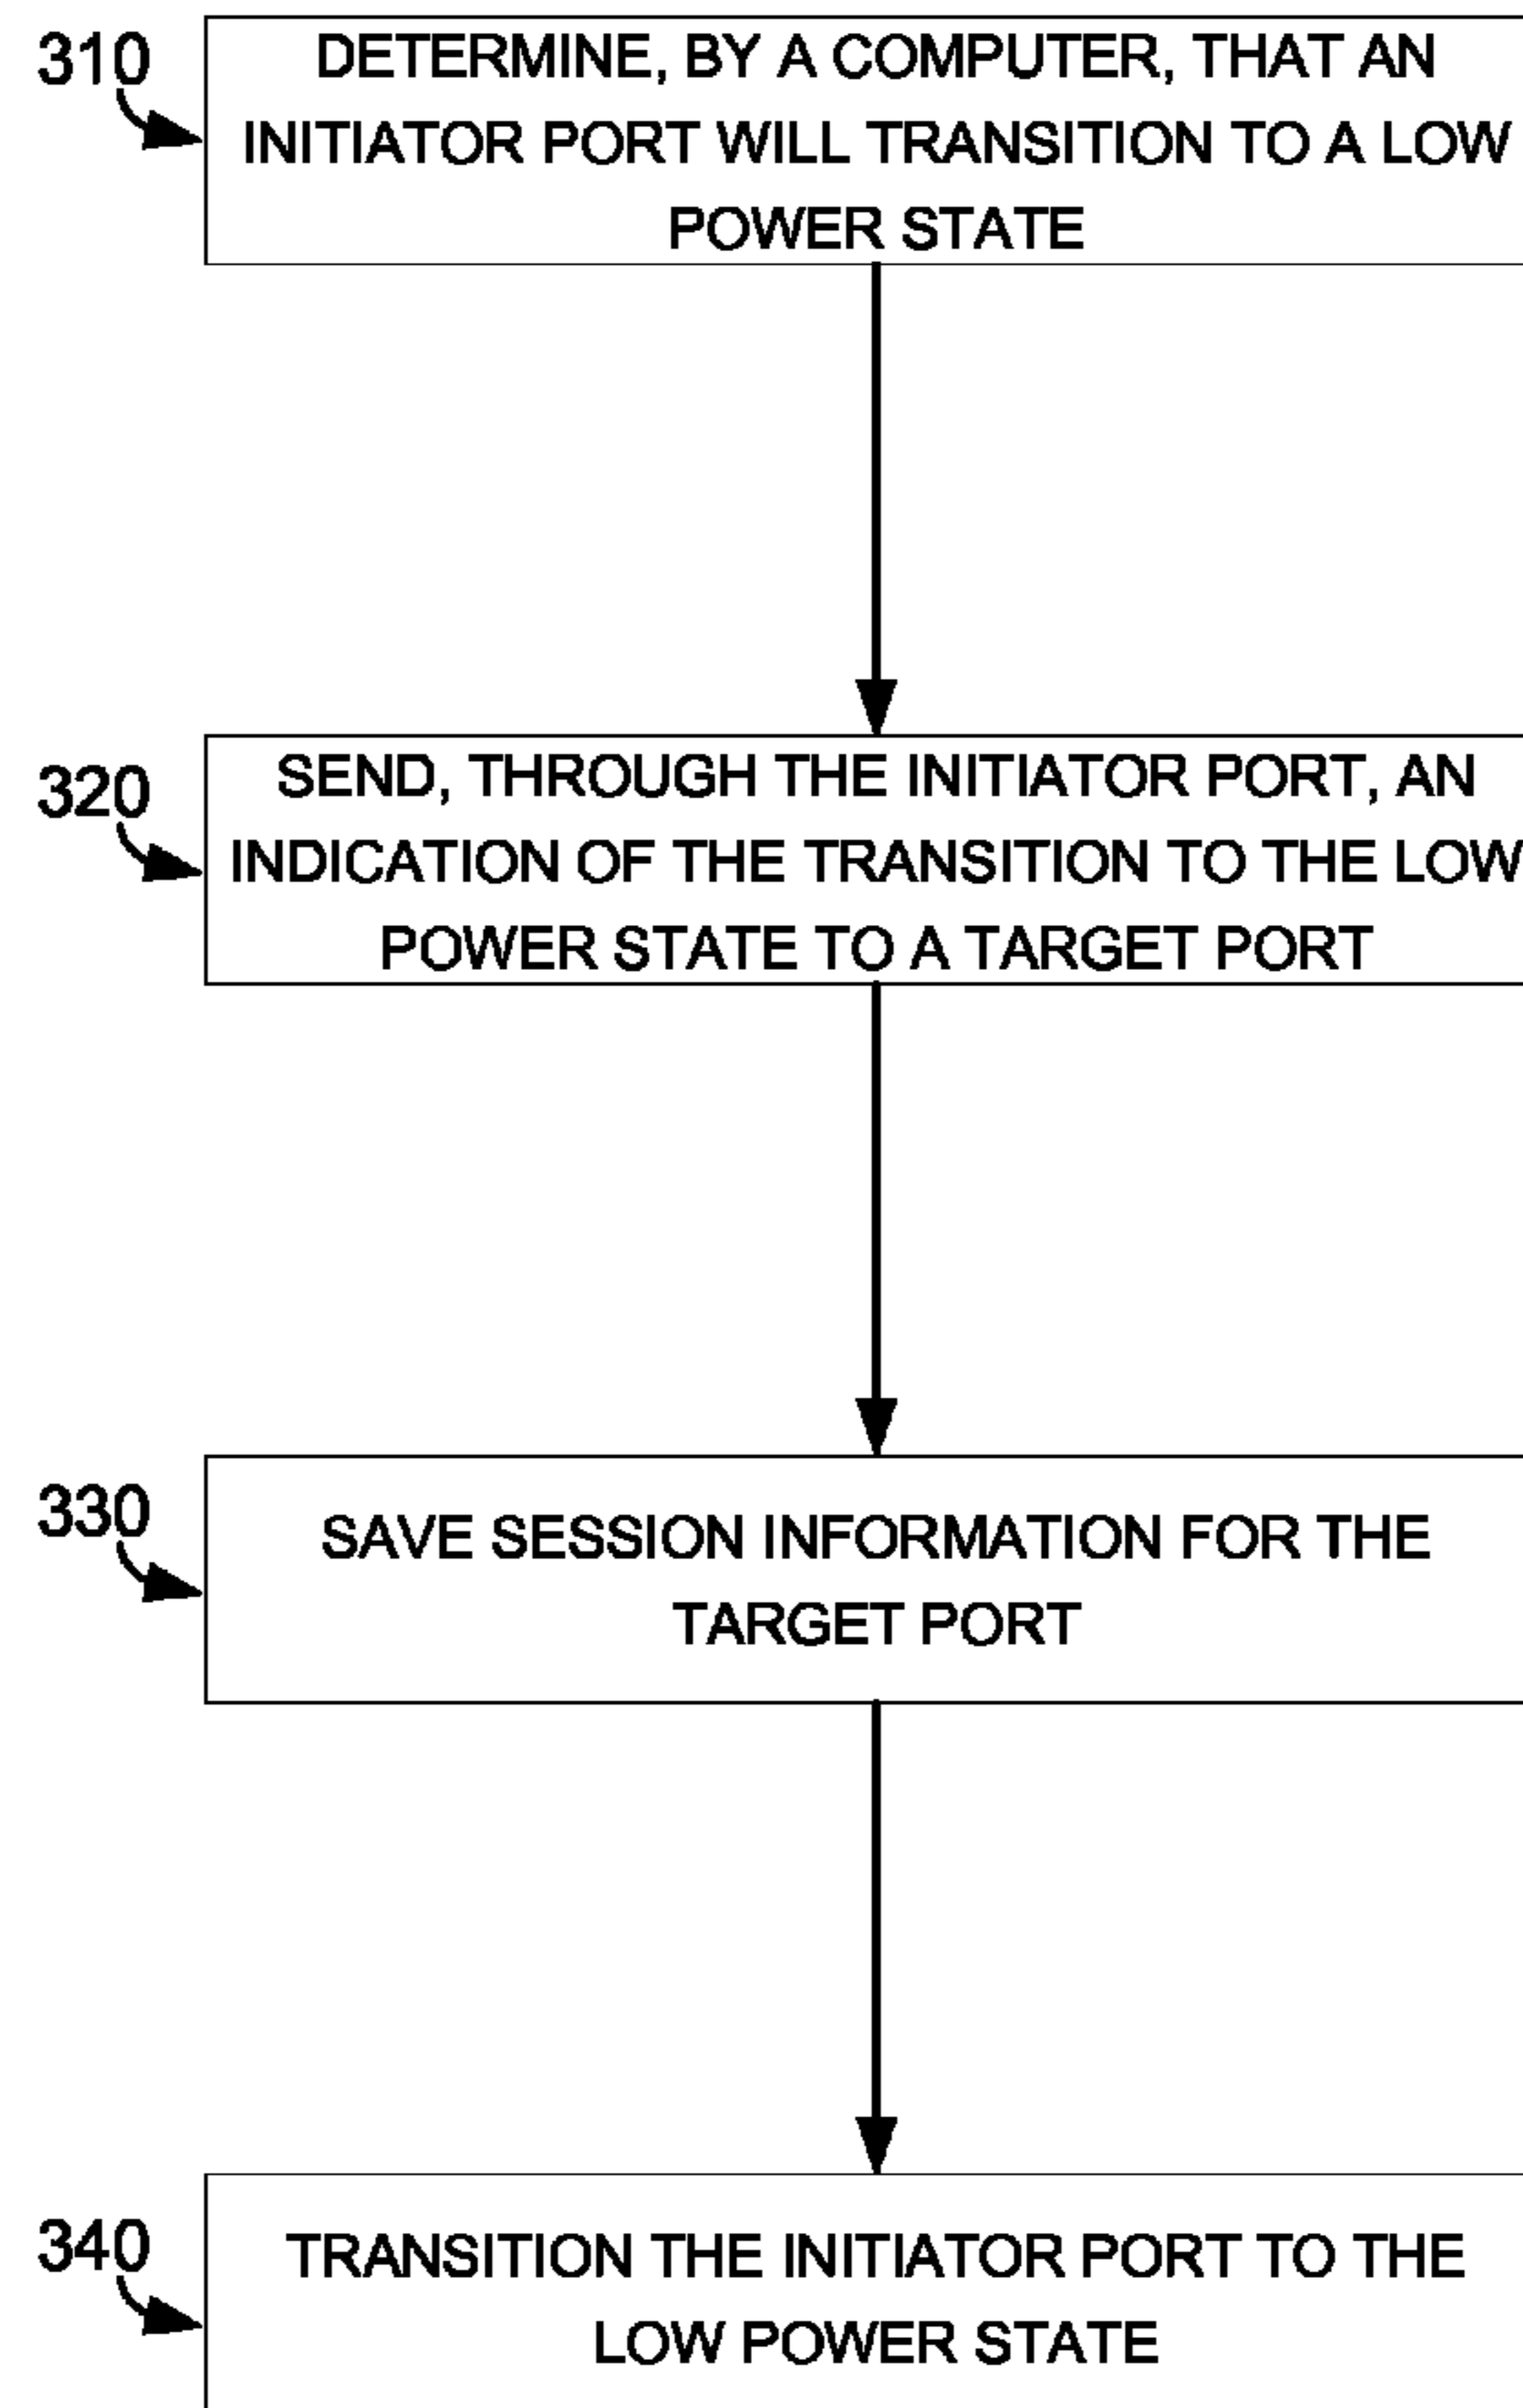 310
DETERMINE, BY A COMPUTER, THAT AN
INITIATOR PORT WILL TRANSITION TO A LOW
POWER STATE
320
SEND, THROUGH THE INITIATOR PORT, AN
INDICATION OF THE TRANSITION TO THE LOW
POWER STATE TO A TARGET PORT
330
SAVE SESSION INFORMATION FOR THE
TARGET PORT
340
TRANSITION THE INITIATOR PORT TO THE
LOW POWER STATE